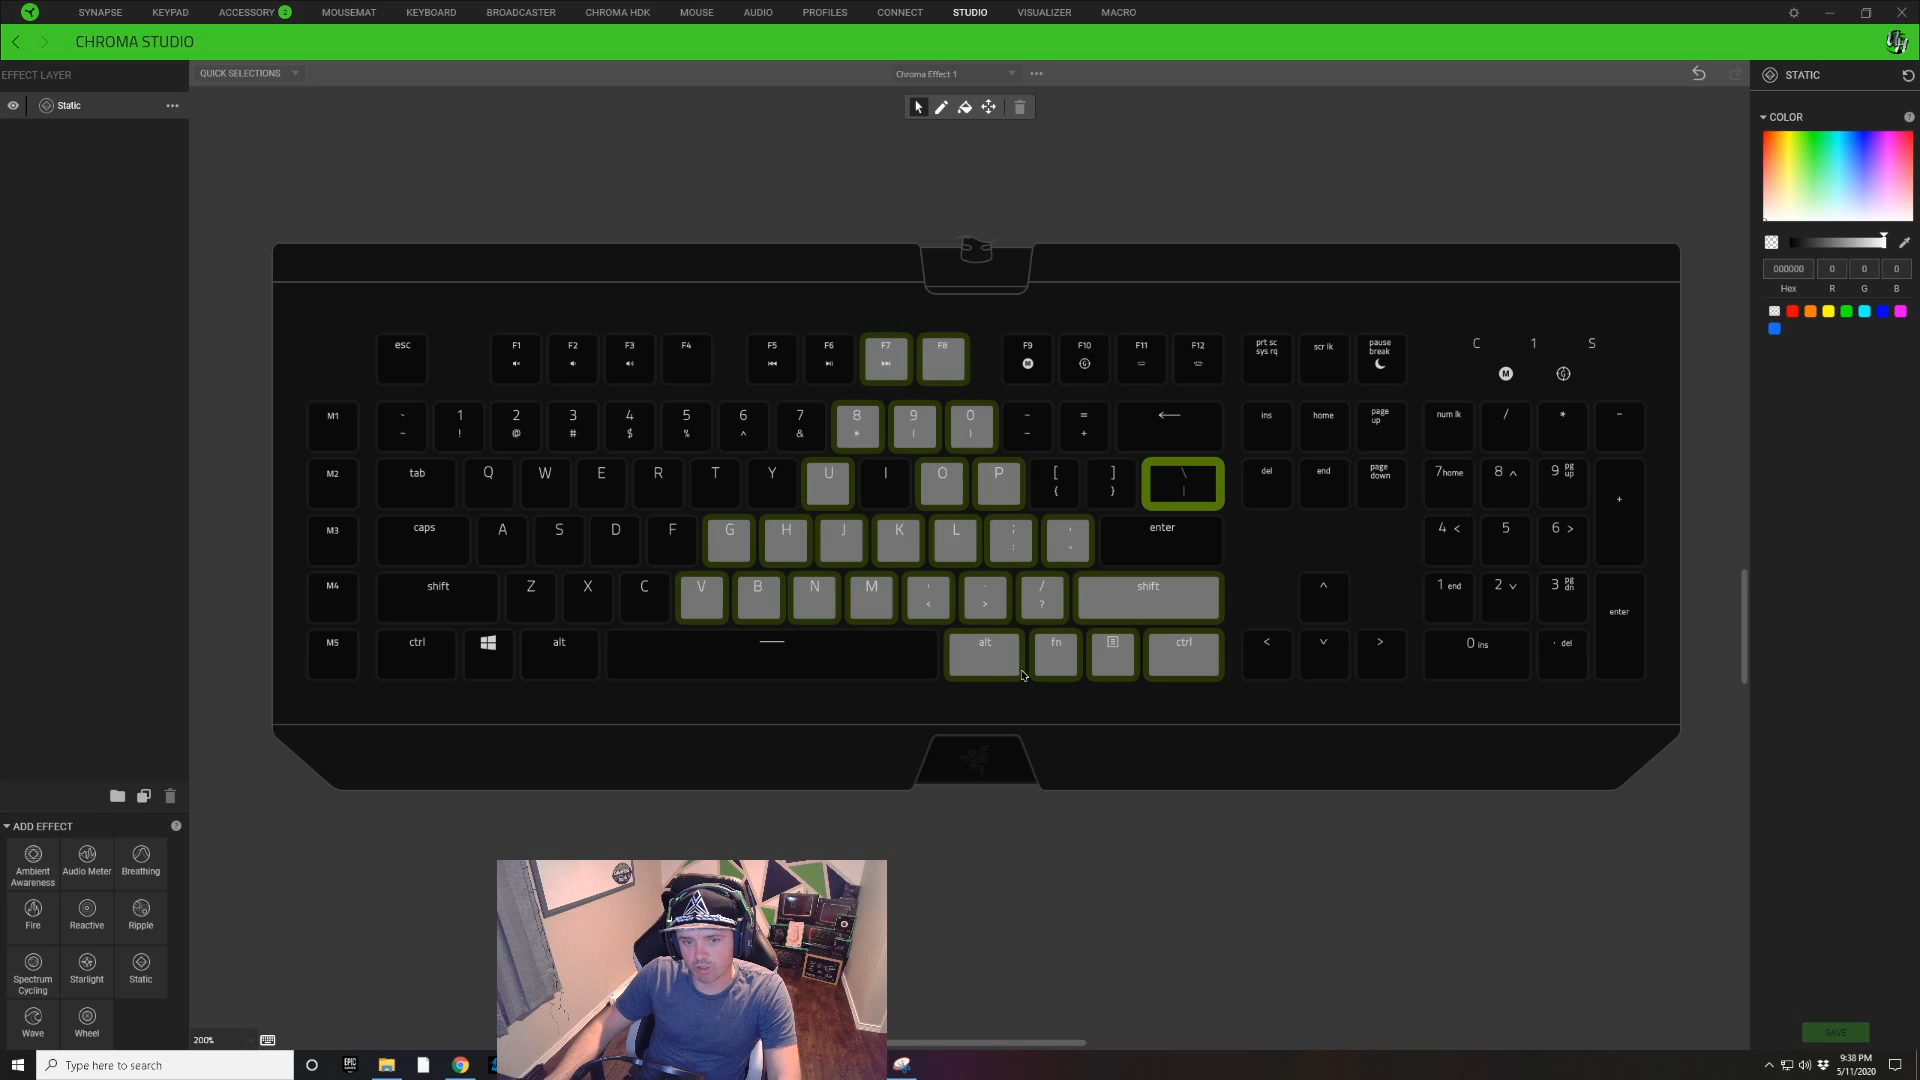 SYNAPSE KEYPAD ACCESSORY 2 MOUSEMAT KEYBOARD BROADCASTER CHROMA HDK MOUSE AUDIO PROFILES CONNECT STUDIO VISUALIZER MACRO
CHROMA STUDIO
EFFECT LAYER
QUICK SELECTIONS
Chroma Effect 1
STATIC
Static
COLOR
000000 0 0 0
Hex R G B
esc F1 F2 F3 F4 F5 F6 F7 F8 F9 F10 F11 F12 prt sc sys rq scr lk pause break C 1 S
M1 ~ - 1 ! 2 @ 3 # 4 $ 5 % 6 ^ 7 & 8 * 9 ( 0 ) - – = + ← ins home page up num lk / * -
M2 tab Q W E R T Y U I O P [ { ] } \ | del end page down 7 home 8 ^ 9 pg up +
M3 caps A S D F G H J K L ; : ' " enter 4 < 5 6 >
M4 shift Z X C V B N M ' < . > / ? shift ^ 1 end 2 v 3 pg dn enter
M5 ctrl alt — alt fn ctrl < v > 0 ins . del
ADD EFFECT
Ambient Awareness Audio Meter Breathing
Fire Reactive Ripple
Spectrum Cycling Starlight Static
Wave Wheel
200%
SAVE
Type here to search
EPIC
9:38 PM
5/11/2020